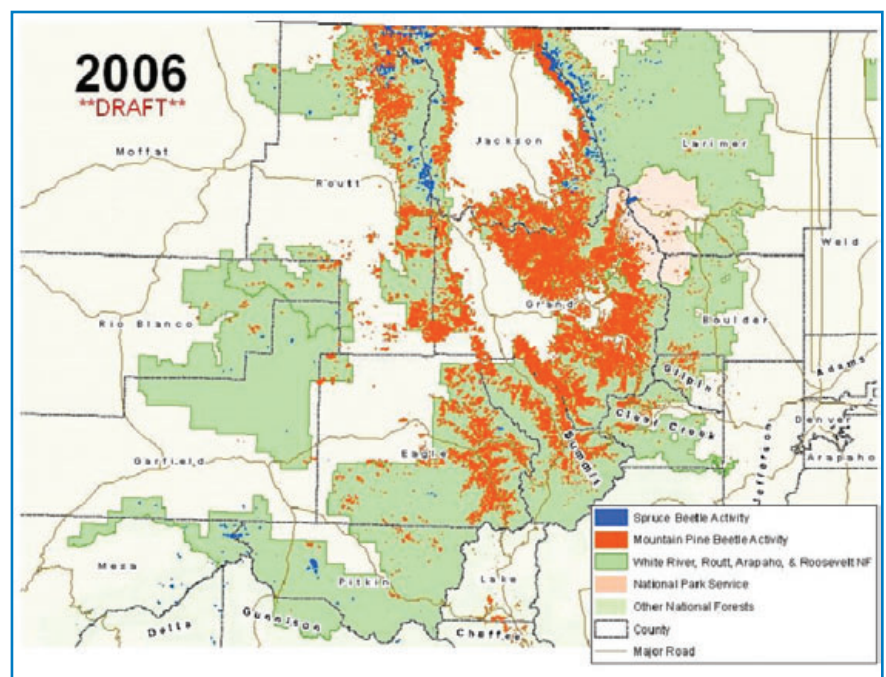 2006
**DRAFT**
Jackson
Larimer
Moffat
Routt
Weld
Grand
Rio Blanco
Boulder
Gilpin
Adams
Clear Creek
Denver
Eagle
Summit
Jefferson
Arapaho
Garfield
Mesa
Pitkin
Lake
Delta
Gunnison
Chaffee
Spruce Beetle Activity
Mountain Pine Beetle Activity
White River, Routt, Arapaho, & Roosevelt NF
National Park Service
Other National Forests
County
Major Road